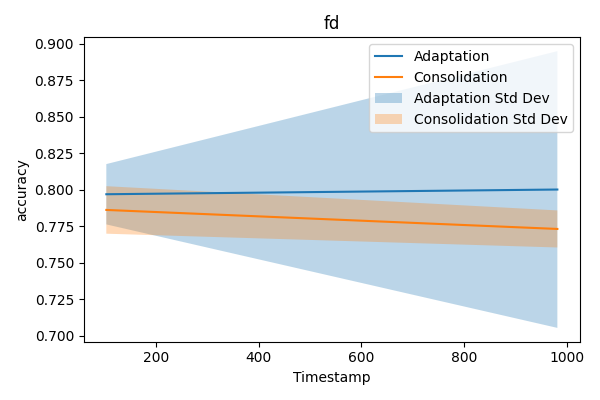 fd
0.900
0.875
0.850
0.825
0.800
0.775
0.750
0.725
0.700
accuracy
Adaptation
Consolidation
Adaptation Std Dev
Consolidation Std Dev
200
400
600
800
1000
Timestamp